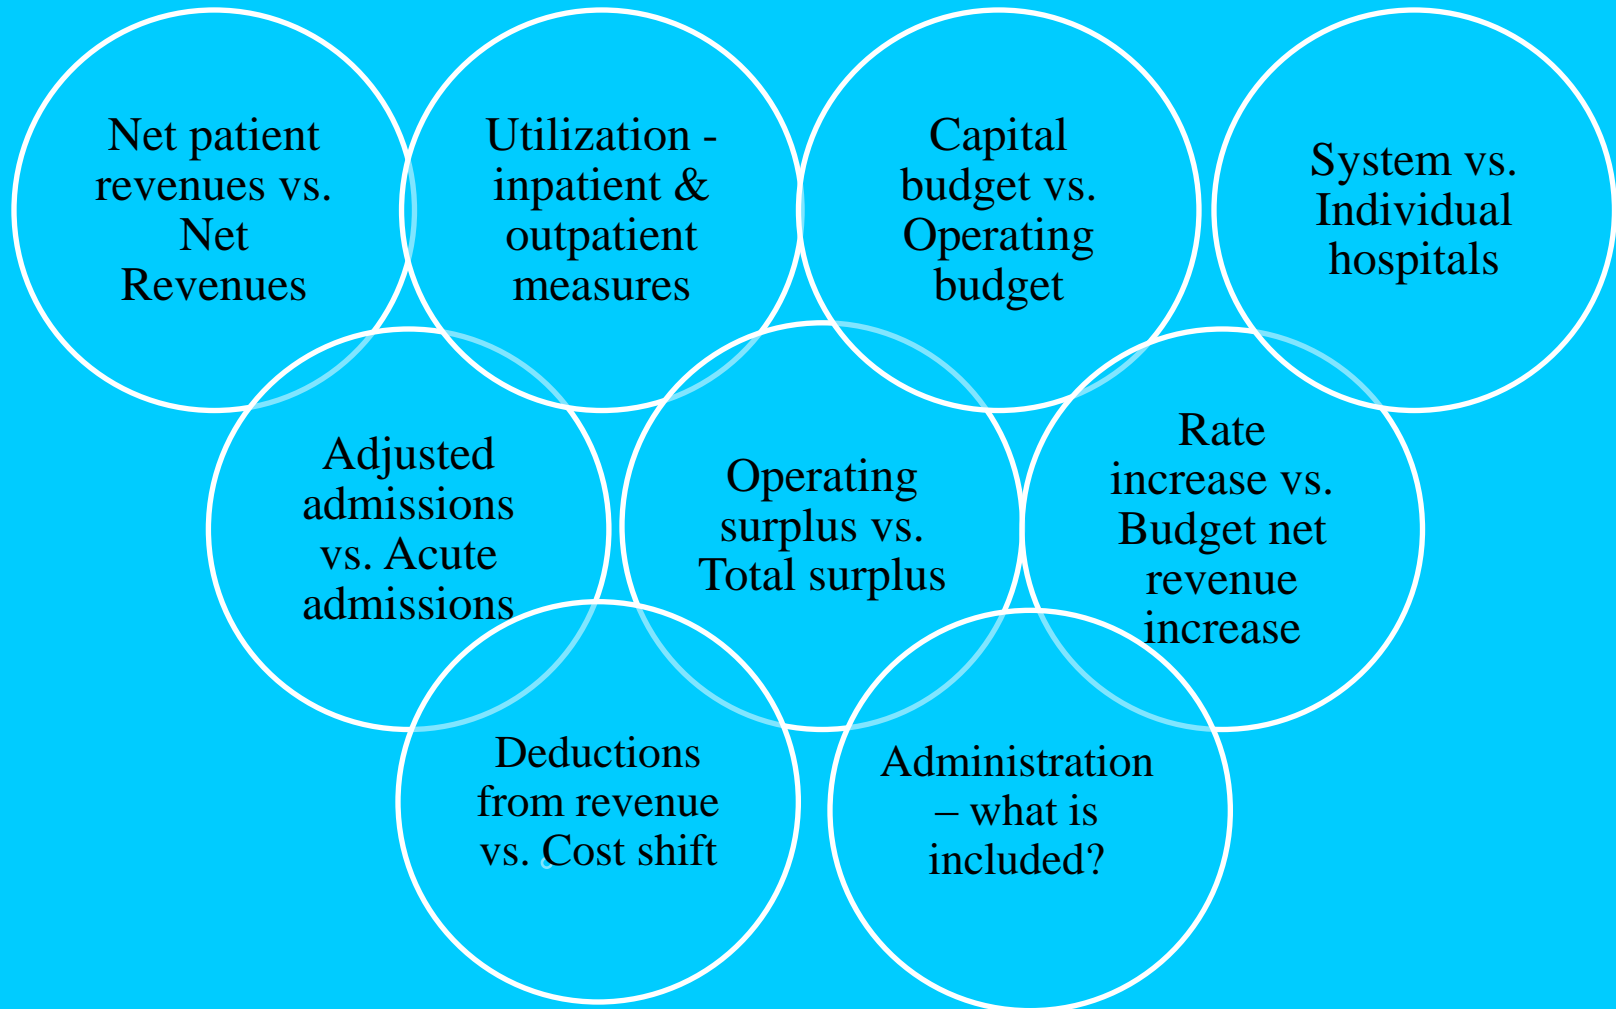 Net patient
revenues vs.
Net
Revenues
Utilization -
inpatient &
outpatient
measures
Capital
budget vs.
Operating
budget
System vs.
Individual
hospitals
Adjusted
admissions
vs. Acute
admissions
Operating
surplus vs.
Total surplus
Rate
increase vs.
Budget net
revenue
increase
Deductions
from revenue
vs. Cost shift
Administration
– what is
included?